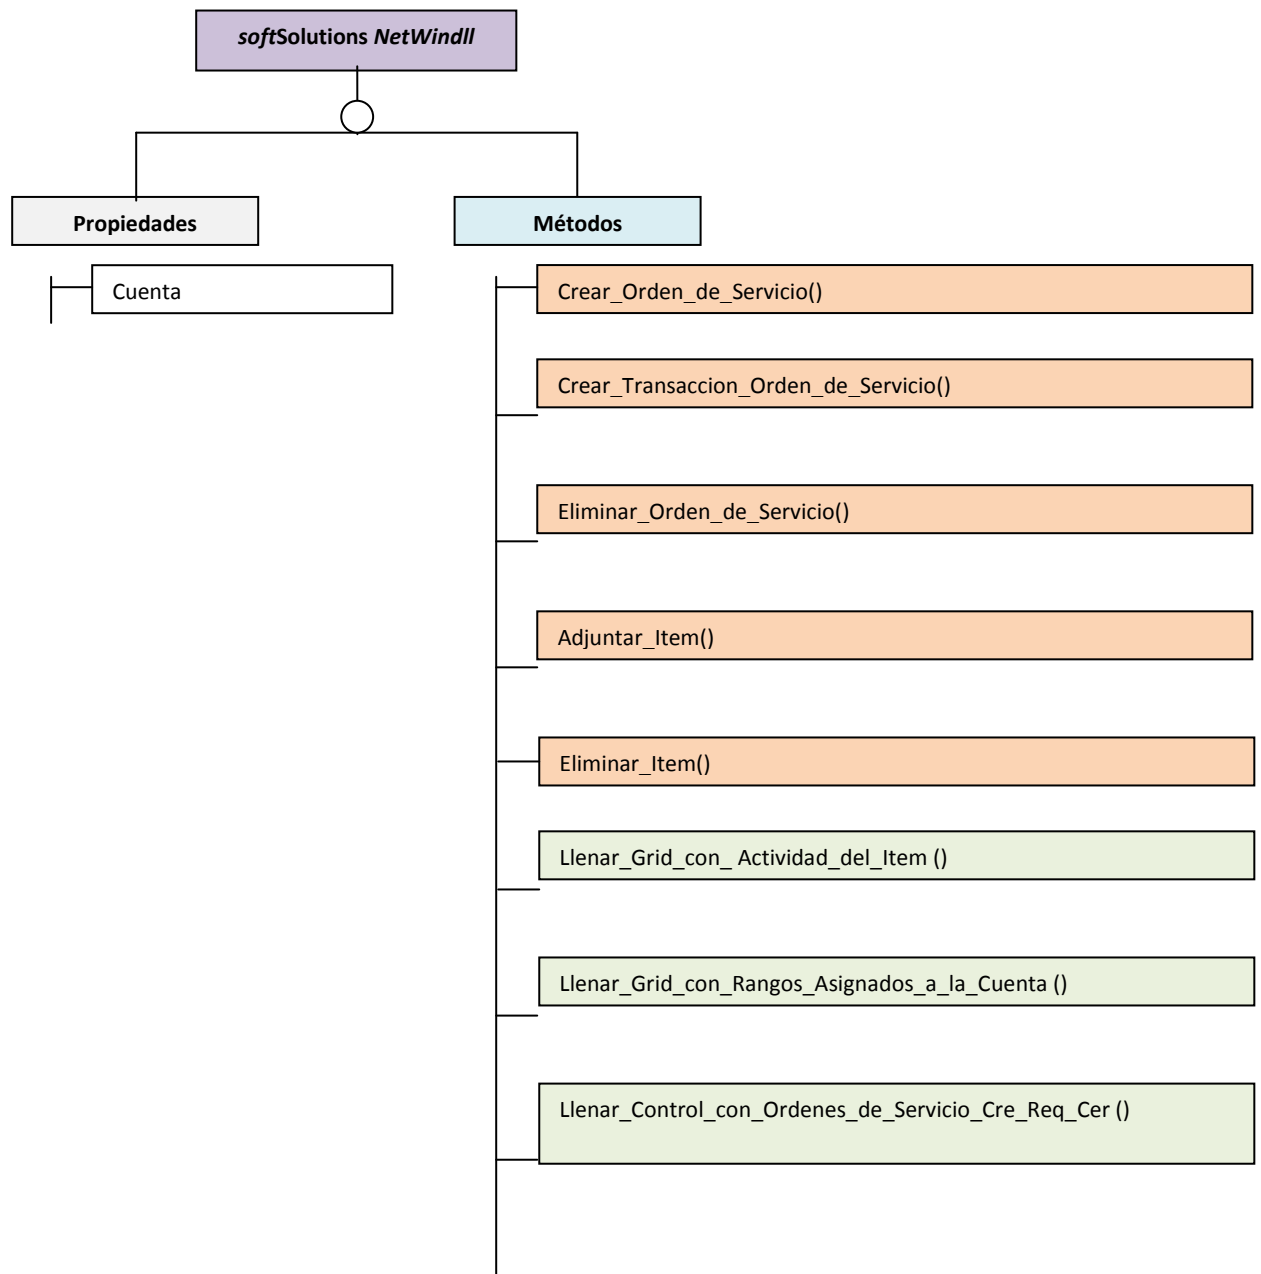 softSolutions NetWindll
Propiedades
Métodos
Cuenta
Crear_Orden_de_Servicio()
Crear_Transaccion_Orden_de_Servicio()
Eliminar_Orden_de_Servicio()
Adjuntar_Item()
Eliminar_Item()
Llenar_Grid_con_ Actividad_del_Item ()
Llenar_Grid_con_Rangos_Asignados_a_la_Cuenta ()
Llenar_Control_con_Ordenes_de_Servicio_Cre_Req_Cer ()